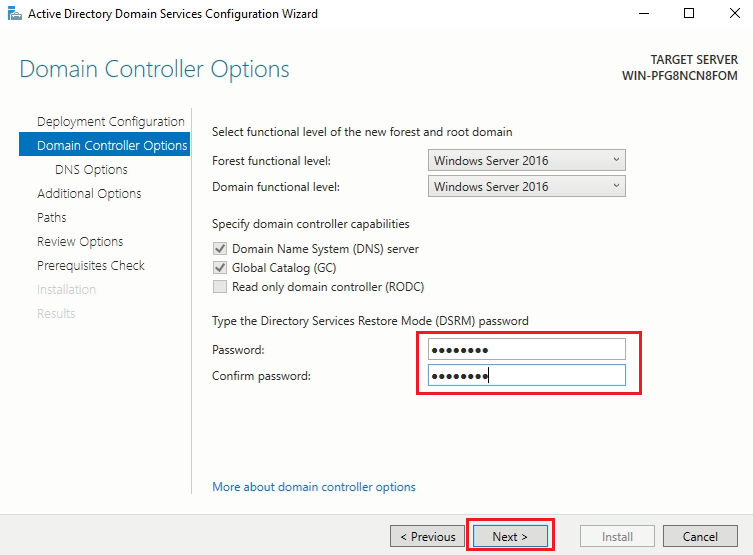 Active Directory Domain Services Configuration Wizard
Domain Controller Options
TARGET SERVER
WIN-PFG8NCN8FOM
Deployment Configuration
Domain Controller Options
DNS Options
Additional Options
Paths
Review Options
Prerequisites Check
Installation
Results
Select functional level of the new forest and root domain
Forest functional level:
Windows Server 2016
Domain functional level:
Windows Server 2016
Specify domain controller capabilities
Domain Name System (DNS) server
Global Catalog (GC)
Read only domain controller (RODC)
Type the Directory Services Restore Mode (DSRM) password
Password:
●●●●●●●●
Confirm password:
●●●●●●●●
More about domain controller options
< Previous
Next >
Install
Cancel